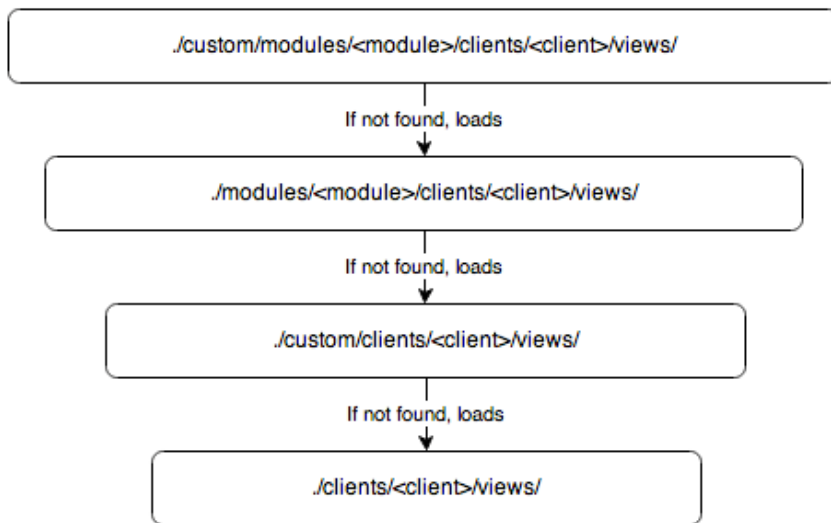 ./custom/modules/<module>/clients/<client>/views/
If not found, loads
./modules/<module>/clients/<client>/views/
If not found, loads
./custom/clients/<client>/views/
If not found, loads
./clients/<client>/views/